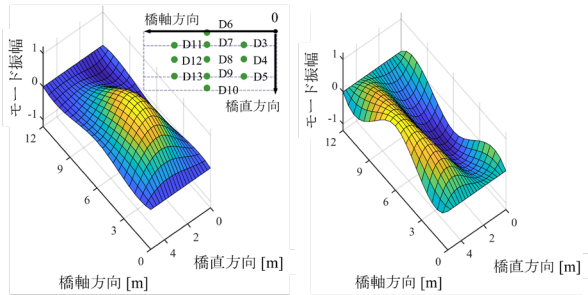 橋軸方向
0
D6
D11
D7
D3
D12
D8
D4
D13
D9
D5
D10
橋直方向
モード振幅
1
0
-1
12
9
6
3
0
0
2
4
橋軸方向 [m]
橋直方向 [m]
モード振幅
1
0
-1
12
9
6
3
0
0
2
4
橋軸方向 [m]
橋直方向 [m]